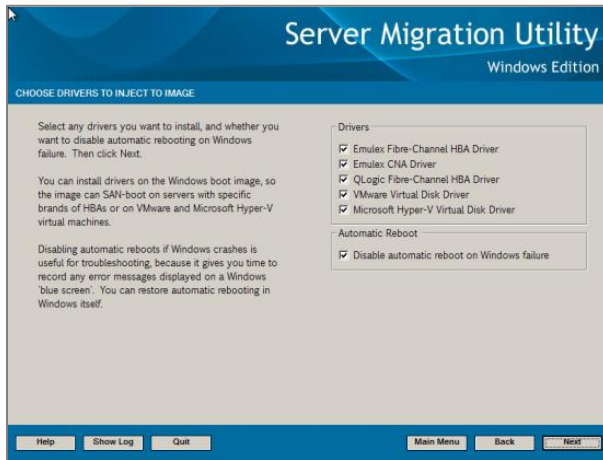 Server Migration Utility
Windows Edition
CHOOSE DRIVERS TO INJECT TO IMAGE
Select any drivers you want to install, and whether you
want to disable automatic rebooting on Windows
failure. Then click Next.
You can install drivers on the Windows boot image, so
the image can SAN-boot on servers with specific
brands of HBAs or on VMware and Microsoft Hyper-V
virtual machines.
Disabling automatic reboots if Windows crashes is
useful for troubleshooting, because it gives you time to
record any error messages displayed on a Windows
'blue screen'. You can restore automatic rebooting in
Windows itself.
Drivers
Emulex Fibre-Channel HBA Driver
Emulex CNA Driver
QLogic Fibre-Channel HBA Driver
VMware Virtual Disk Driver
Microsoft Hyper-V Virtual Disk Driver
Automatic Reboot
Disable automatic reboot on Windows failure
Help Show Log Quit Main Menu Back Next